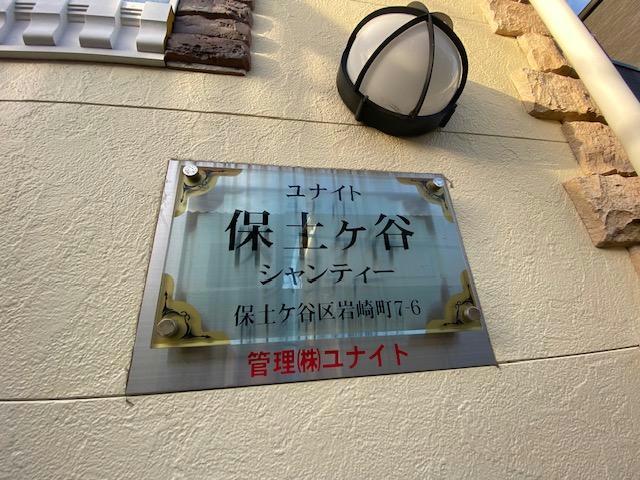 ユナイト
保土ヶ谷
シャンティー
保土ケ谷区岩崎町7-6
管理㈱ユナイト